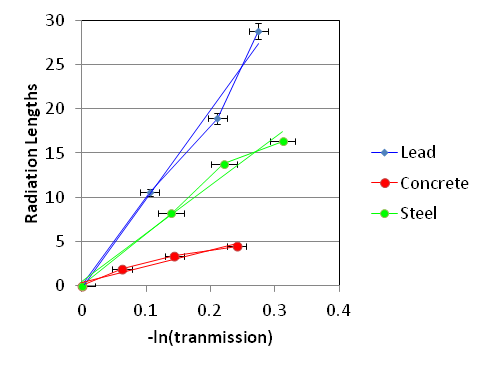 30
25
20
15
10
5
0
Radiation Lengths
0 0.1 0.2 0.3 0.4
-ln(tranmission)
Lead
Concrete
Steel